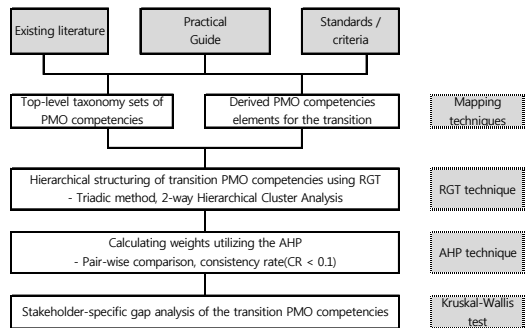 Existing literature
Practical
Guide
Standards /
criteria
Top-level taxonomy sets of
PMO competencies
Derived PMO competencies
elements for the transition
Mapping
techniques
Hierarchical structuring of transition PMO competencies using RGT
- Triadic method, 2-way Hierarchical Cluster Analysis
RGT technique
Calculating weights utilizing the AHP
- Pair-wise comparison, consistency rate(CR < 0.1)
AHP technique
Stakeholder-specific gap analysis of the transition PMO competencies
Kruskal-Wallis
test